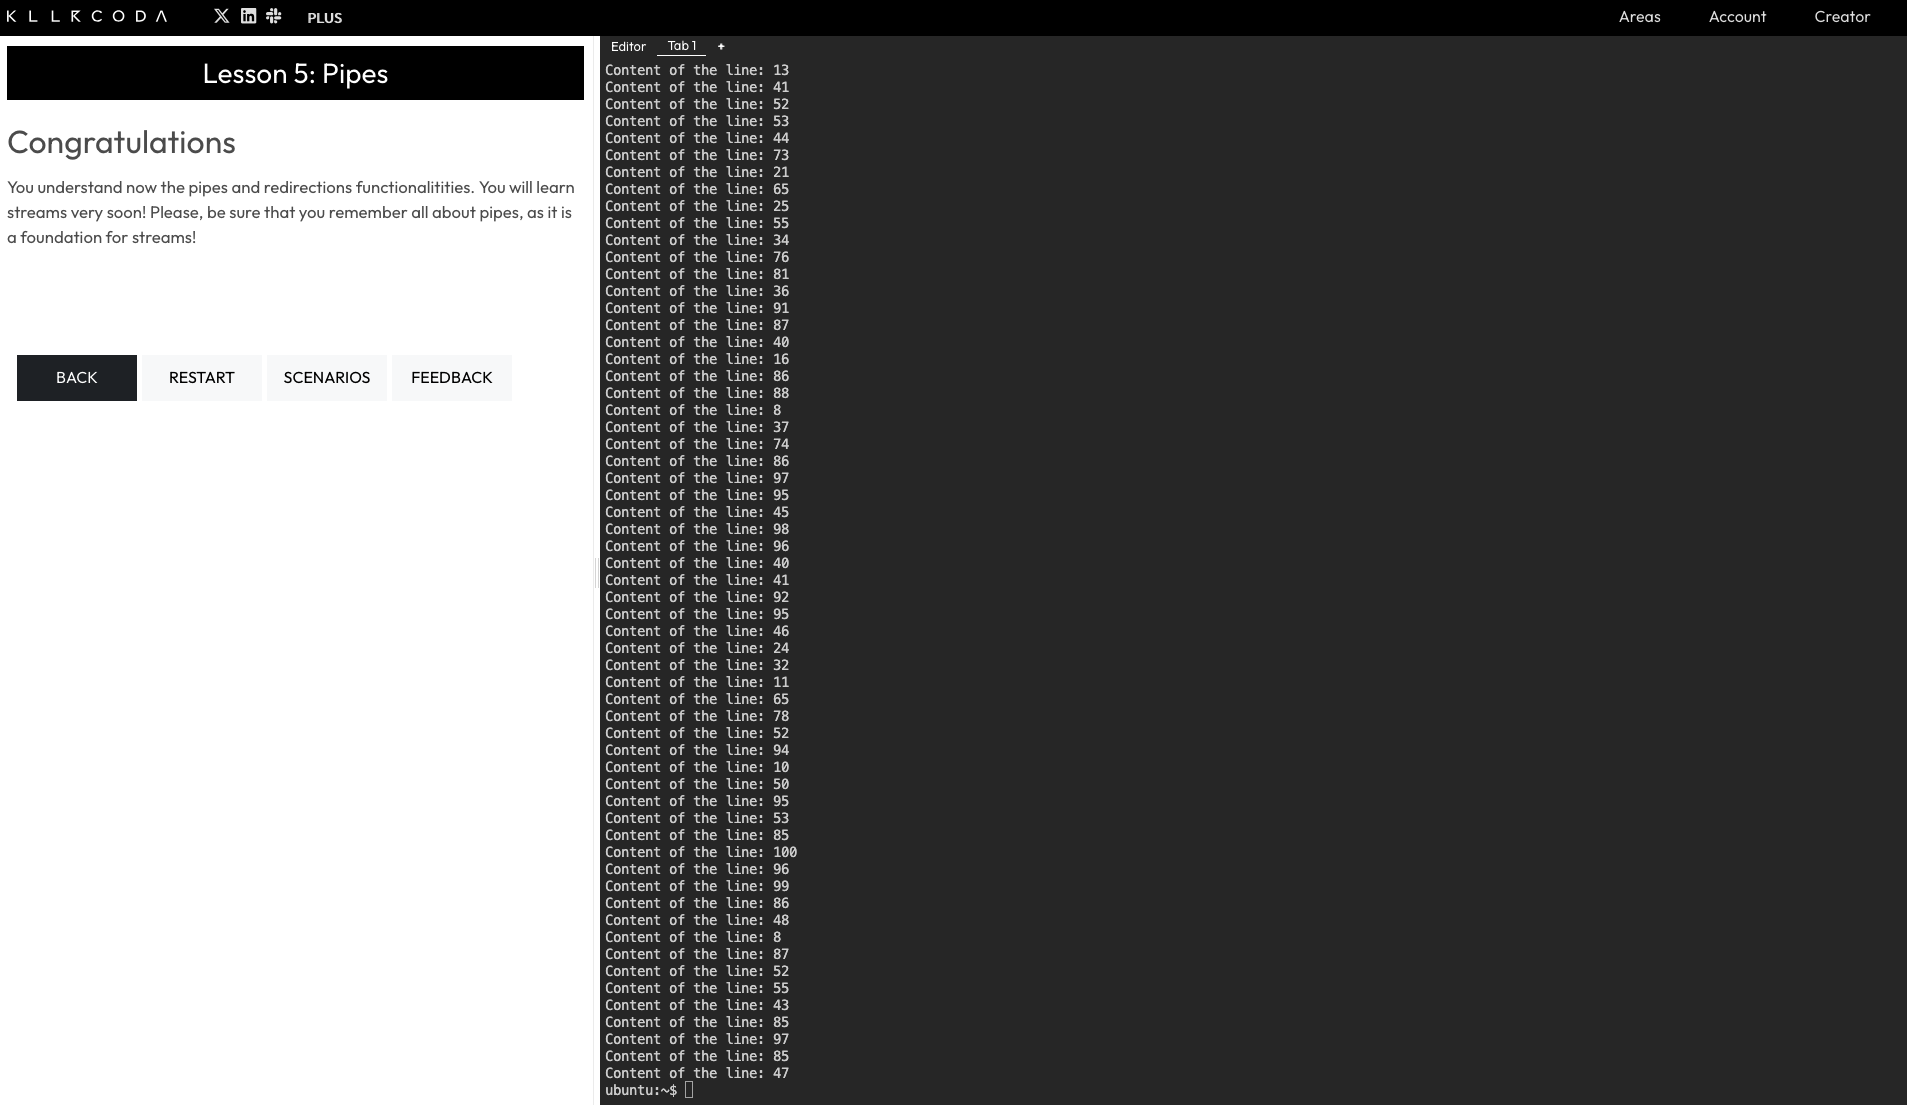 KILLERCODA
PLUS
Areas
Account
Creator
Lesson 5: Pipes
Congratulations
You understand now the pipes and redirections functionalitities. You will learn
streams very soon! Please, be sure that you remember all about pipes, as it is
a foundation for streams!
BACK
RESTART
SCENARIOS
FEEDBACK
Editor
Tab 1
+
Content of the line: 13
Content of the line: 41
Content of the line: 52
Content of the line: 53
Content of the line: 44
Content of the line: 73
Content of the line: 21
Content of the line: 65
Content of the line: 25
Content of the line: 55
Content of the line: 34
Content of the line: 76
Content of the line: 81
Content of the line: 36
Content of the line: 91
Content of the line: 87
Content of the line: 40
Content of the line: 16
Content of the line: 86
Content of the line: 88
Content of the line: 8
Content of the line: 37
Content of the line: 74
Content of the line: 86
Content of the line: 97
Content of the line: 95
Content of the line: 45
Content of the line: 98
Content of the line: 96
Content of the line: 40
Content of the line: 41
Content of the line: 92
Content of the line: 95
Content of the line: 46
Content of the line: 24
Content of the line: 32
Content of the line: 11
Content of the line: 65
Content of the line: 78
Content of the line: 52
Content of the line: 94
Content of the line: 10
Content of the line: 50
Content of the line: 95
Content of the line: 53
Content of the line: 85
Content of the line: 100
Content of the line: 96
Content of the line: 99
Content of the line: 86
Content of the line: 48
Content of the line: 8
Content of the line: 87
Content of the line: 52
Content of the line: 55
Content of the line: 43
Content of the line: 85
Content of the line: 97
Content of the line: 85
Content of the line: 47
ubuntu:~$